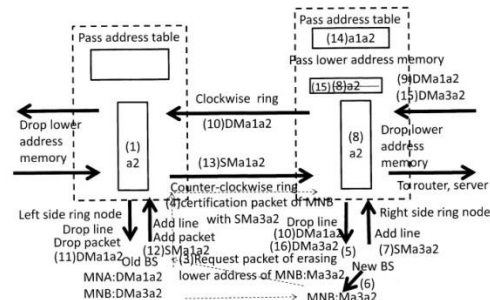 Pass address table
Pass address table
(14)a1a2
Pass lower address memory
(15)(8)a2
(9)DMa1a2
(15)DMa3a2
Clockwise ring
(10)DMa1a2
Drop lower
address
memory
(1)
a2
(8)
a2
Drop lower
address
memory
(13)SMa1a2
Counter-clockwise ring
To router, server
(4)certification packet of MNB
with SMa3a2
Left side ring node
Right side ring node
Drop line
Drop packet
(11)DMa1a2
Add line
Add packet
(12)SMa1a2
Drop line
(10)DMa1a2
(16)DMa3a2
(5)
Add line
(7)SMa3a2
(3)Request packet of erasing
lower address of MNB:Ma3a2
Old BS
MNA:DMa1a2
MNB:DMa3a2
New BS
(6)
MNB:Ma3a2